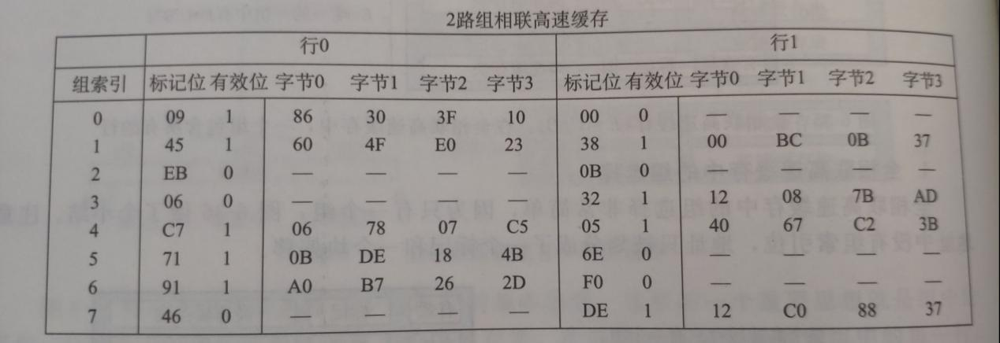 2路组相联高速缓存
行0 行1
组索引 标记位 有效位 字节0 字节1 字节2 字节3 标记位 有效位 字节0 字节1 字节2 字节3
0 09 1 86 30 3F 10 00 0 — — — —
1 45 1 60 4F E0 23 38 1 00 BC 0B 37
2 EB 0 — — — — 0B 0 — — — —
3 06 0 — — — — 32 1 12 08 7B AD
4 C7 1 06 78 07 C5 05 1 40 67 C2 3B
5 71 1 0B DE 18 4B 6E 0 — — — —
6 91 1 A0 B7 26 2D F0 0 — — — —
7 46 0 — — — — DE 1 12 C0 88 37